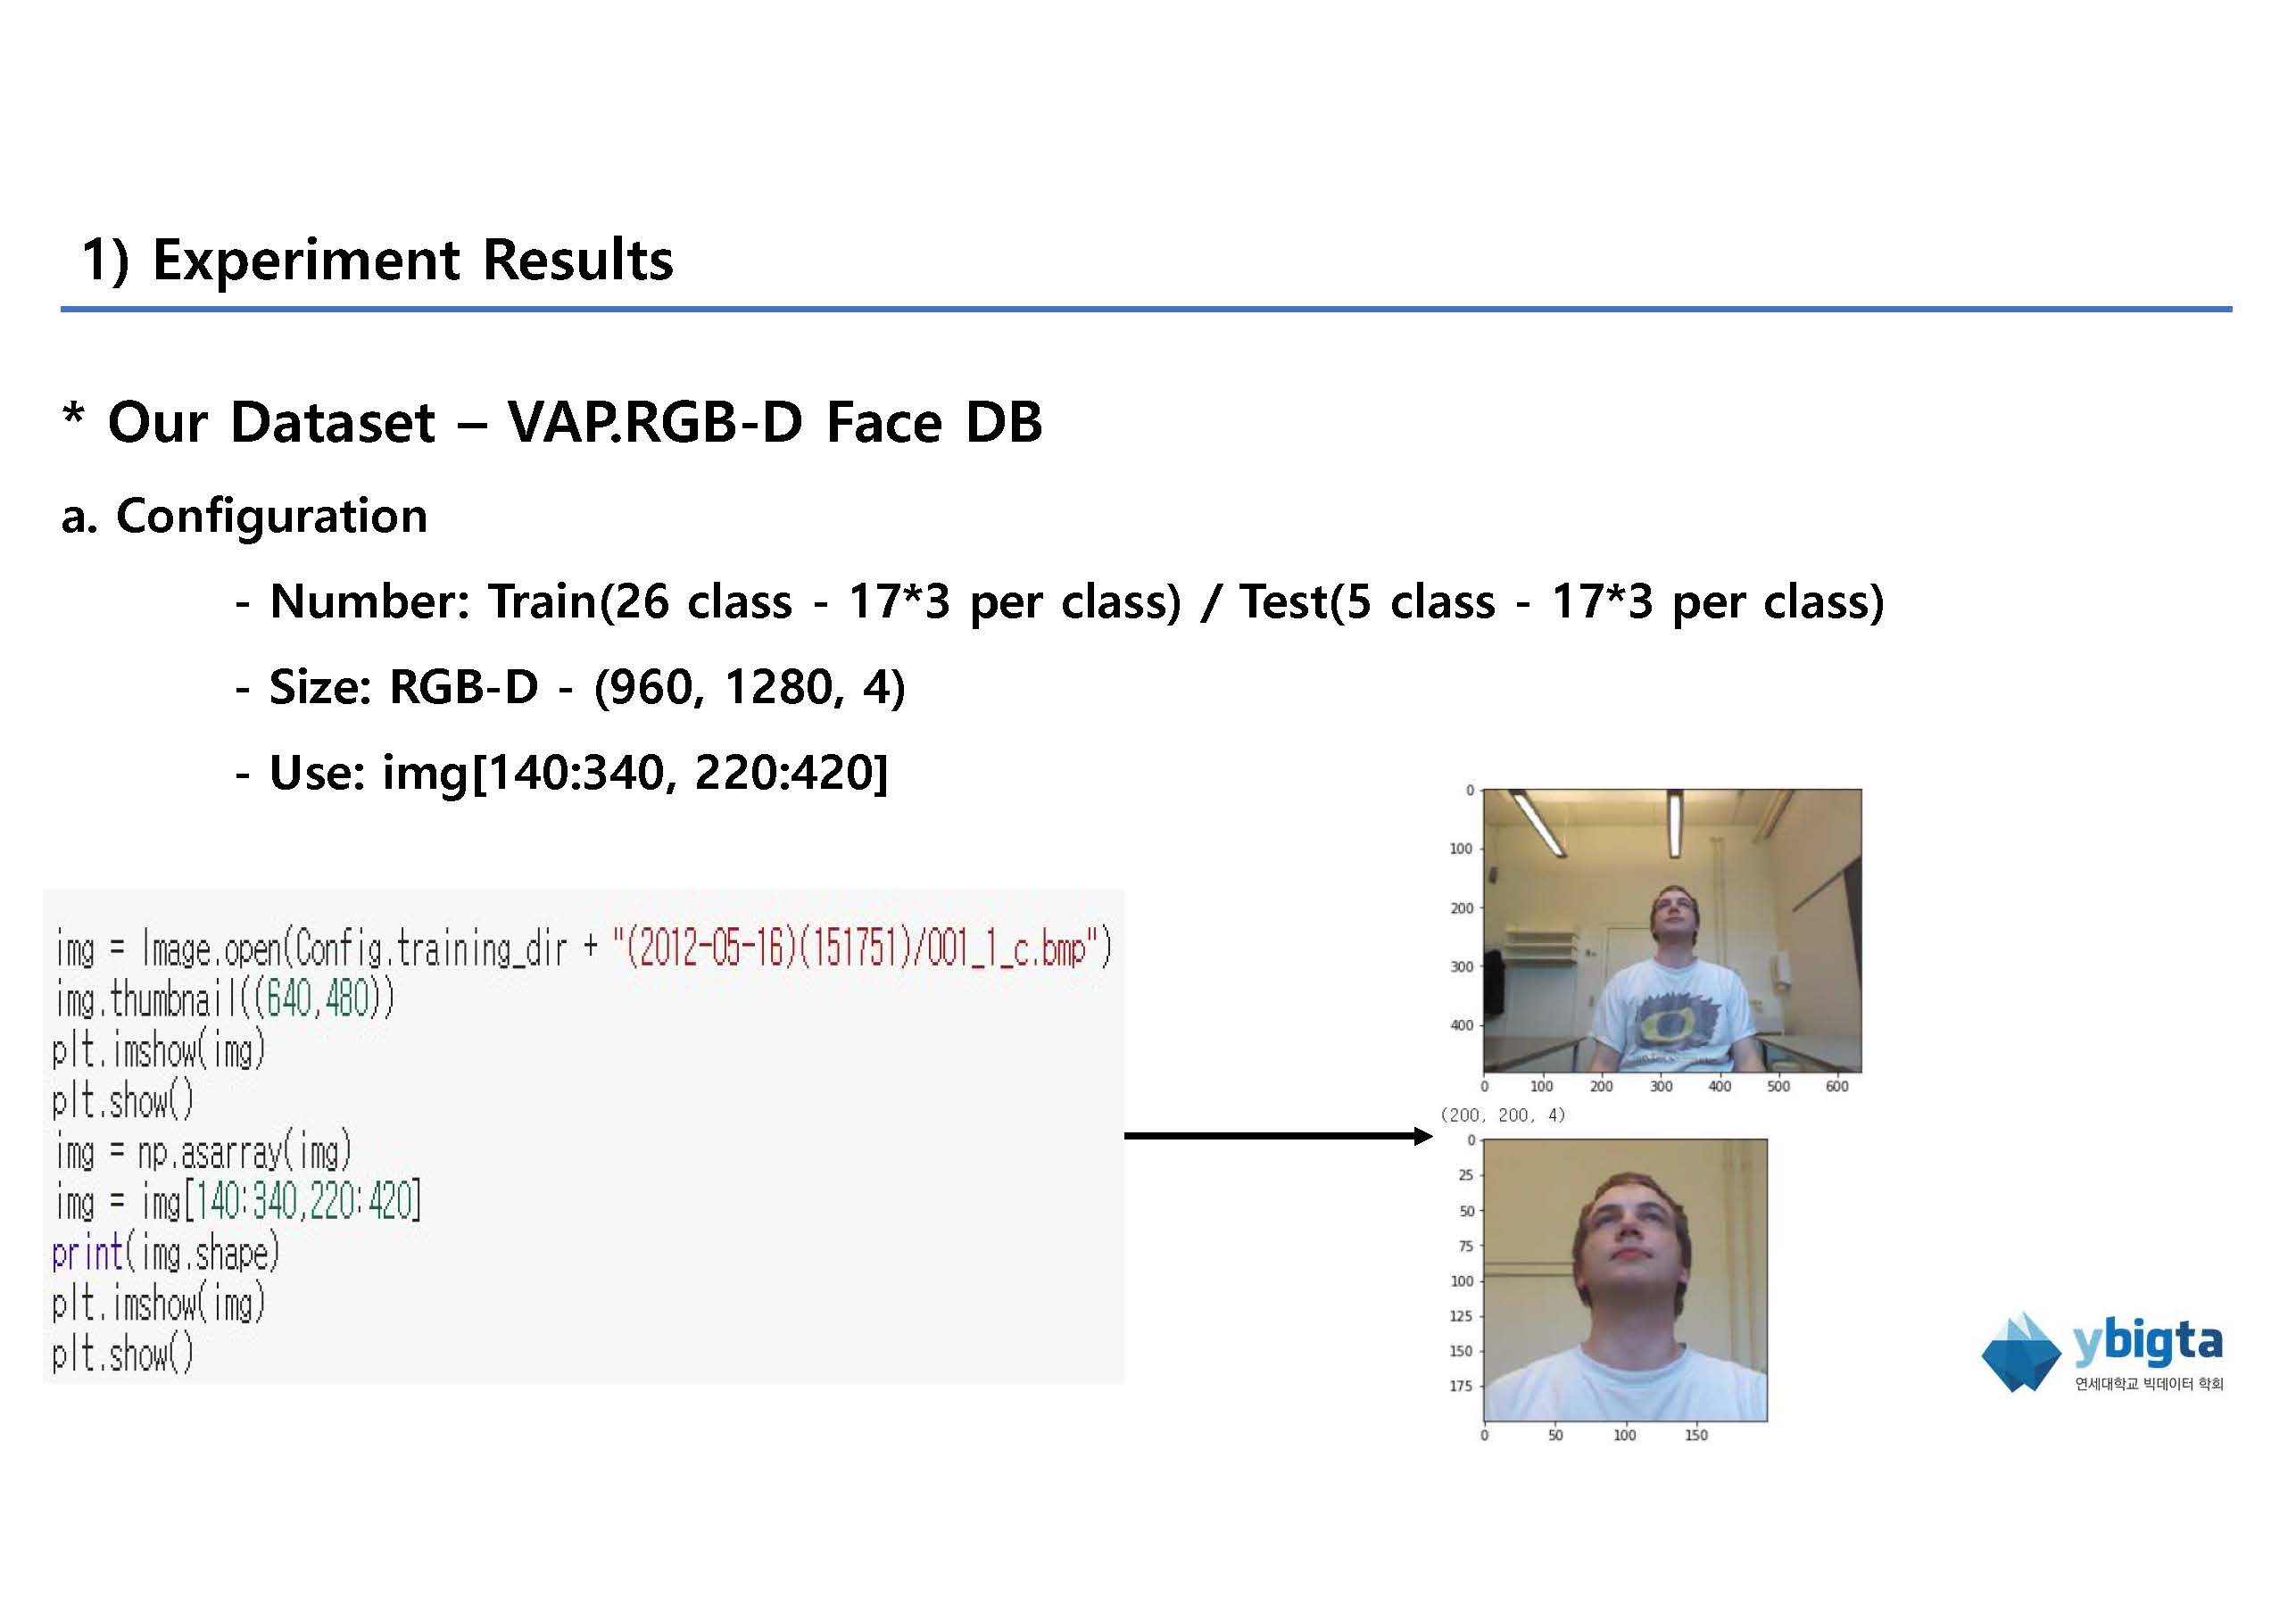 1) Experiment Results
* Our Dataset – VAP.RGB-D Face DB
a. Configuration
- Number: Train(26 class - 17*3 per class) / Test(5 class - 17*3 per class)
- Size: RGB-D - (960, 1280, 4)
- Use: img[140:340, 220:420]
img = Image.open(Config.training_dir + "(2012-05-16)(151751)/001_1_c.bmp")
img.thumbnail((640,480))
plt.imshow(img)
plt.show()
img = np.asarray(img)
img = img[140:340,220:420]
print(img.shape)
plt.imshow(img)
plt.show()
0
100
200
300
400
0 100 200 300 400 500 600
(200, 200, 4)
0
25
50
75
100
125
150
175
0 50 100 150
ybigta
연세대학교 빅데이터 학회